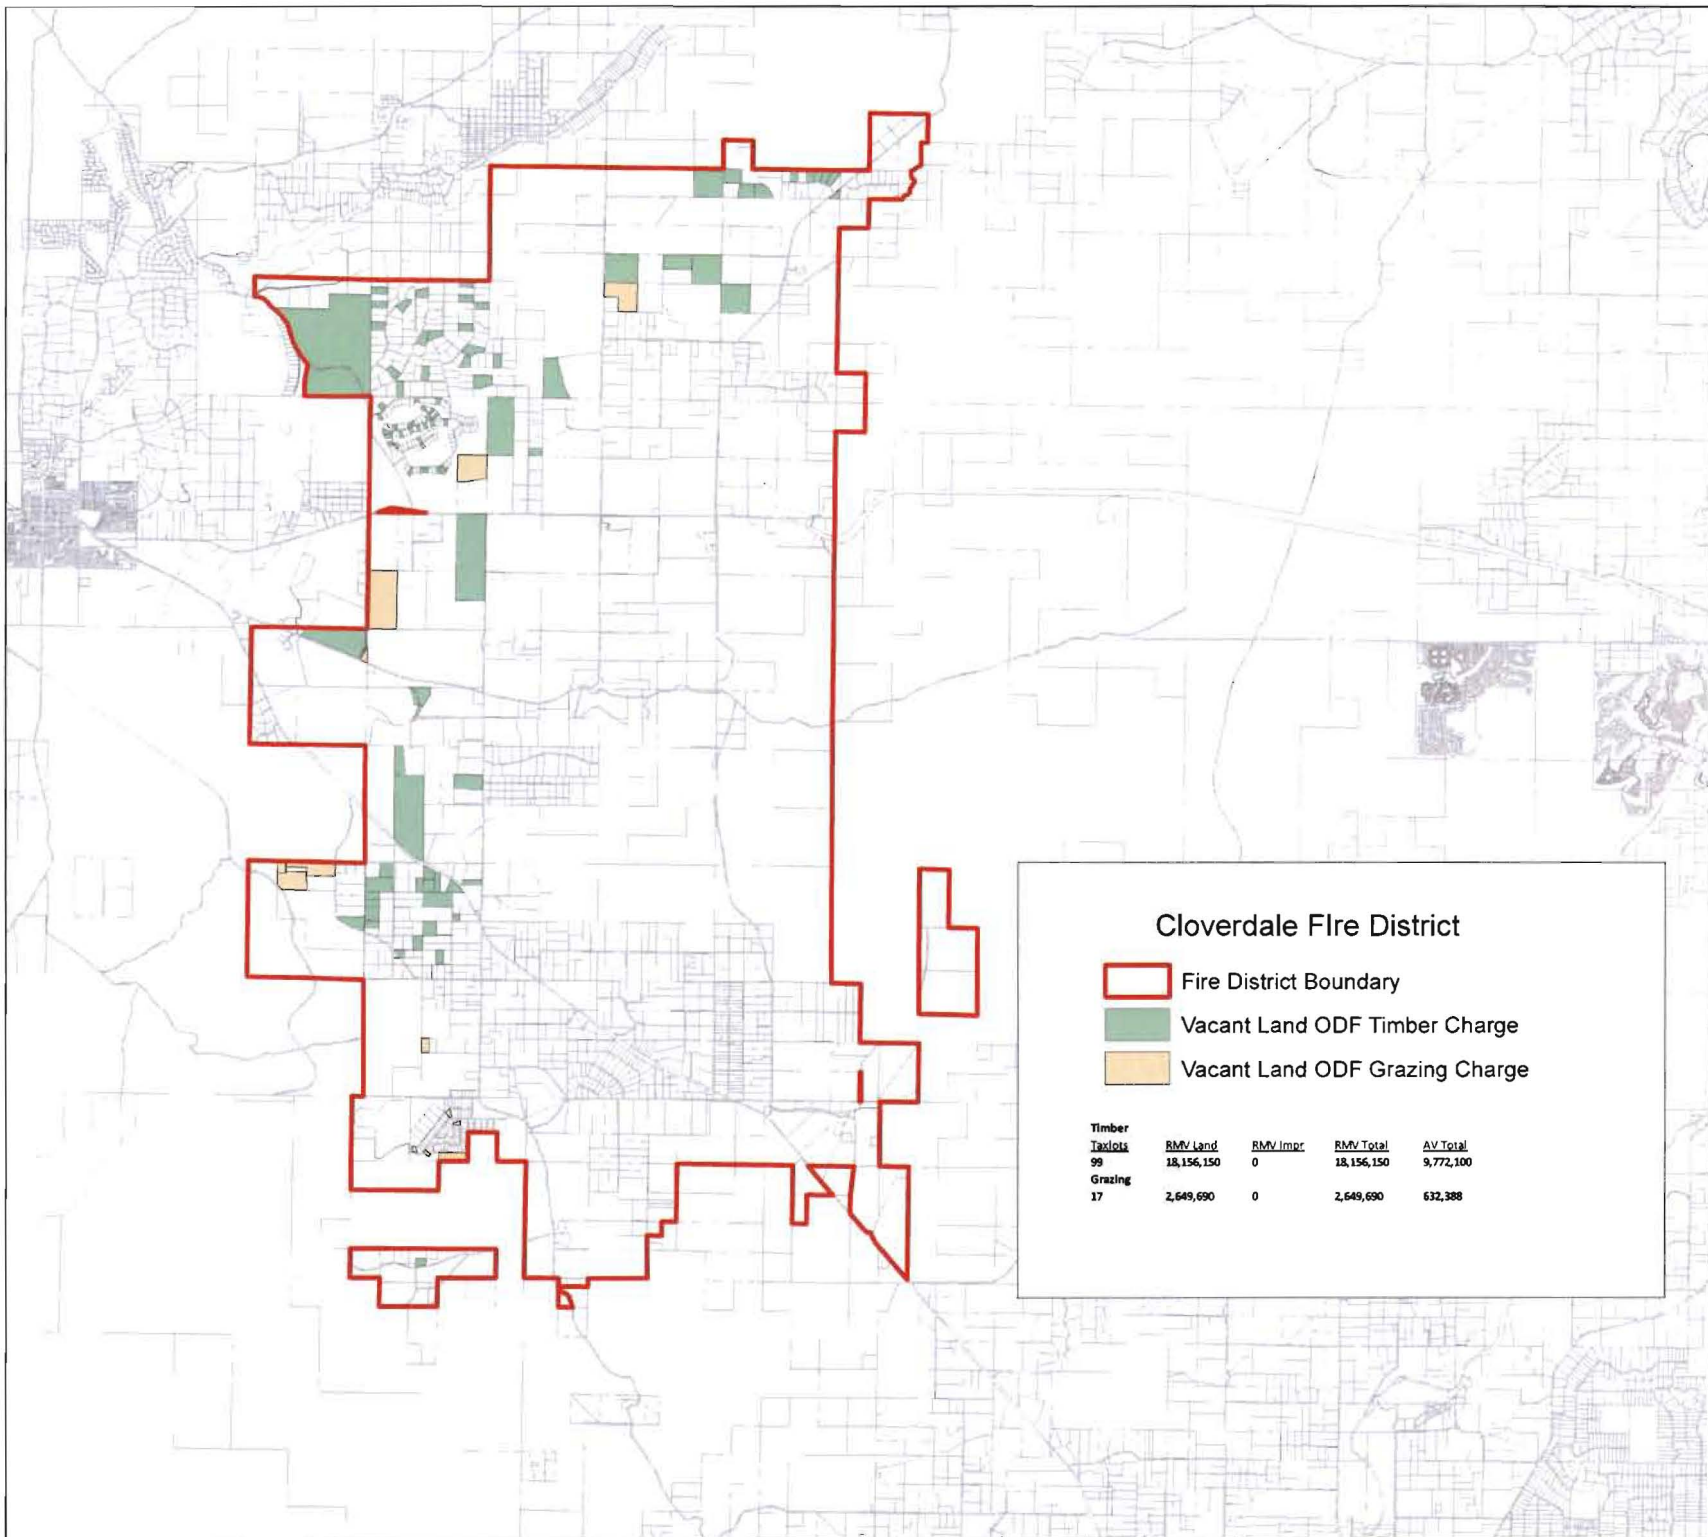 Cloverdale FIre District
Fire District Boundary
Vacant Land ODF Timber Charge
Vacant Land ODF Grazing Charge
Timber
Taxlots RMV Land RMV Impr RMV Total AV Total
99 18,156,150 0 18,156,150 9,772,100
Grazing
17 2,649,690 0 2,649,690 632,388